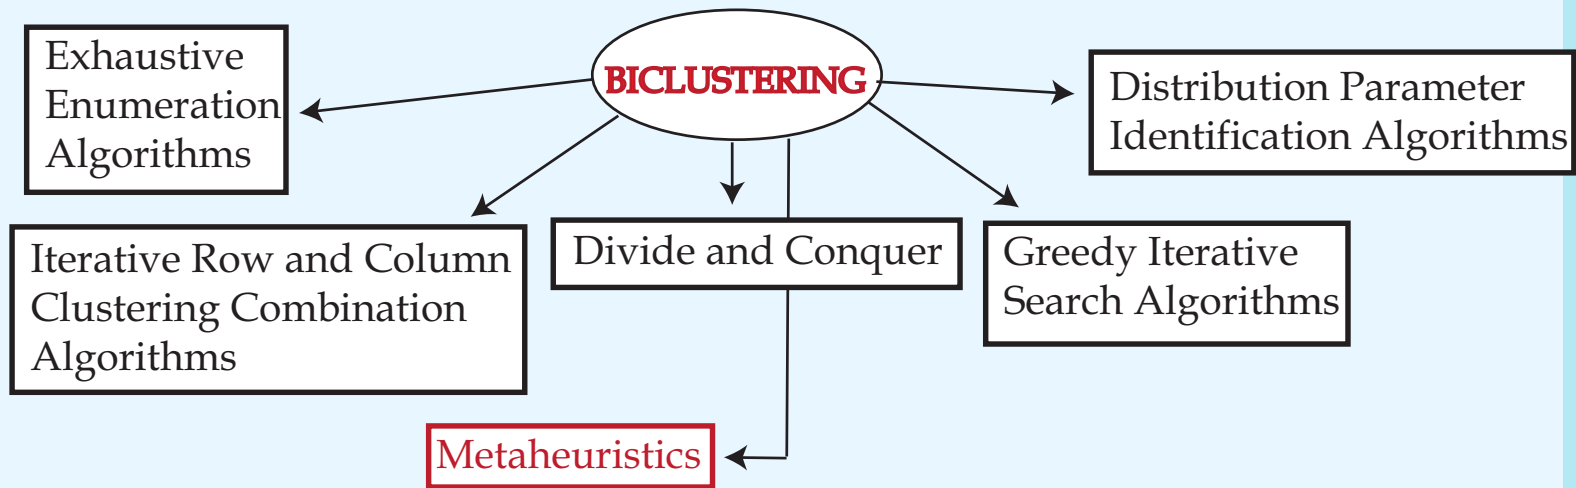 BICLUSTERING
Exhaustive
Enumeration
Algorithms
Distribution Parameter
Identification Algorithms
Iterative Row and Column
Clustering Combination
Algorithms
Divide and Conquer
Greedy Iterative
Search Algorithms
Metaheuristics